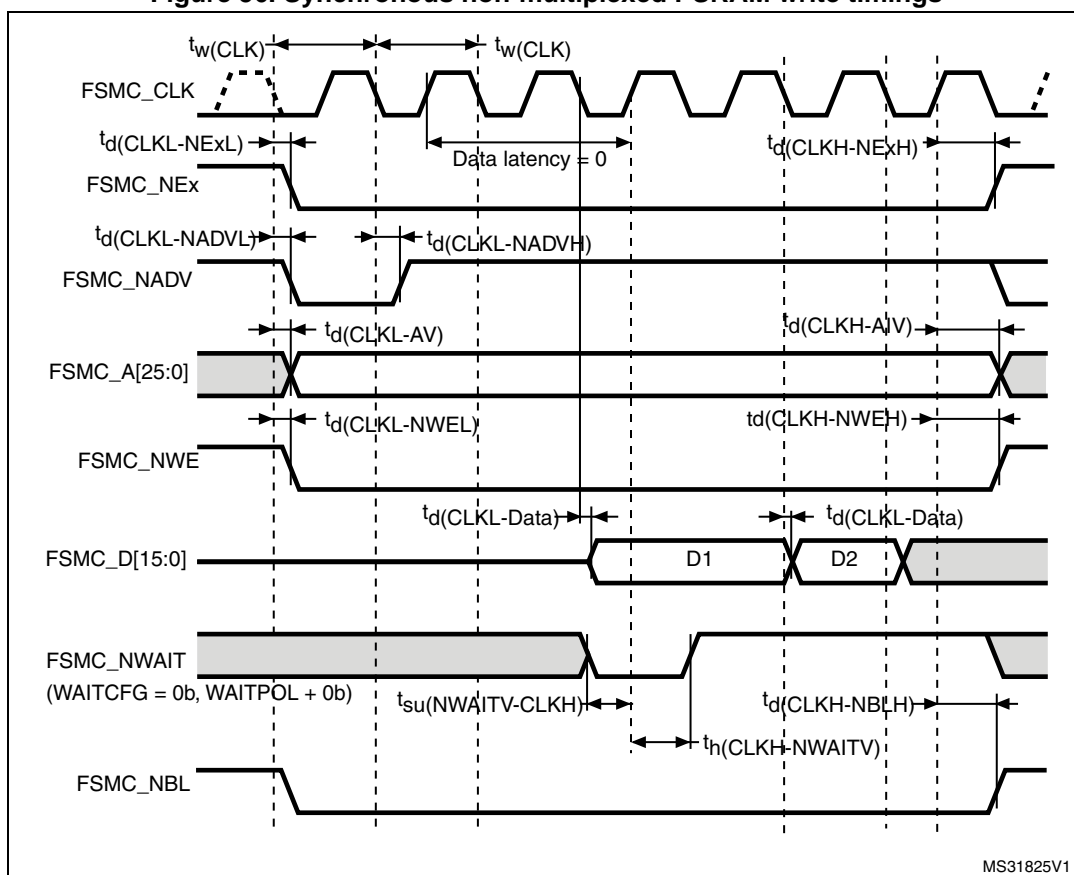 Figure 56. Synchronous non-multiplexed PSRAM write timings
tw(CLK)
tw(CLK)
FSMC_CLK
td(CLKL-NExL)
Data latency = 0
td(CLKH-NExH)
FSMC_NEx
td(CLKL-NADVL)
td(CLKL-NADVH)
FSMC_NADV
td(CLKL-AV)
td(CLKH-AIV)
FSMC_A[25:0]
td(CLKL-NWEL)
td(CLKH-NWEH)
FSMC_NWE
td(CLKL-Data)
td(CLKL-Data)
FSMC_D[15:0]
D1
D2
FSMC_NWAIT
(WAITCFG = 0b, WAITPOL + 0b)
tsu(NWAITV-CLKH)
td(CLKH-NBLH)
th(CLKH-NWAITV)
FSMC_NBL
MS31825V1